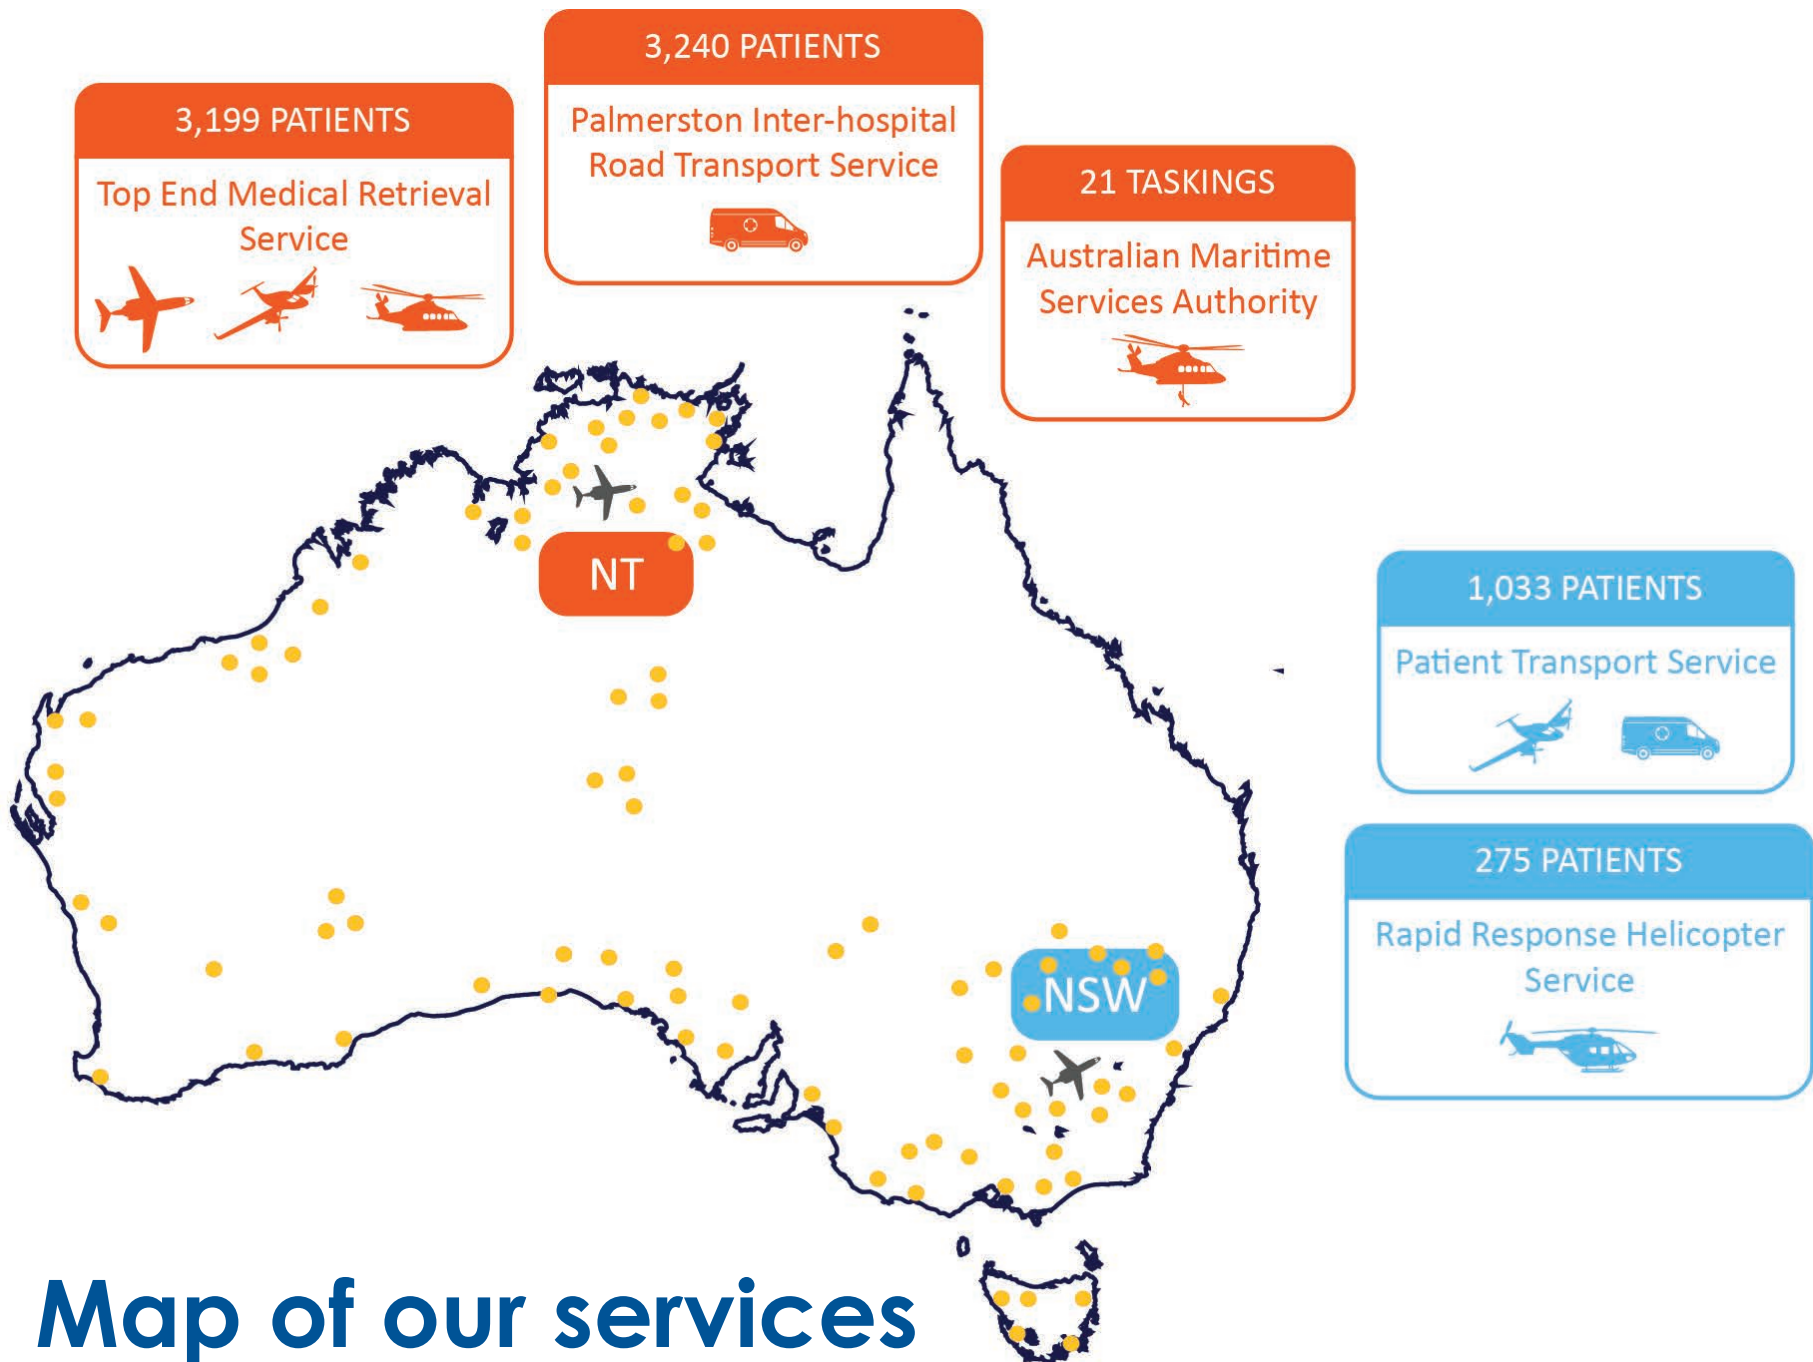 3,240 PATIENTS
Palmerston Inter-hospital
Road Transport Service
3,199 PATIENTS
Top End Medical Retrieval
Service
21 TASKINGS
Australian Maritime
Services Authority
NT
1,033 PATIENTS
Patient Transport Service
275 PATIENTS
Rapid Response Helicopter
Service
NSW
Map of our services